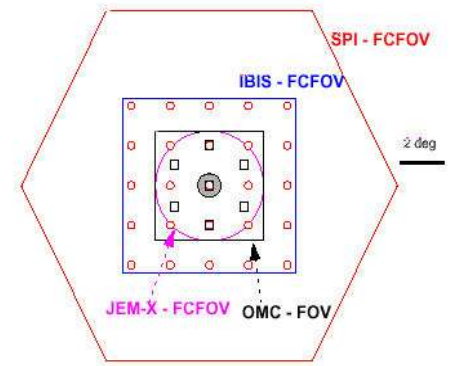 SPI - FCFOV
IBIS - FCFOV
2 deg
JEM-X - FCFOV
OMC - FOV